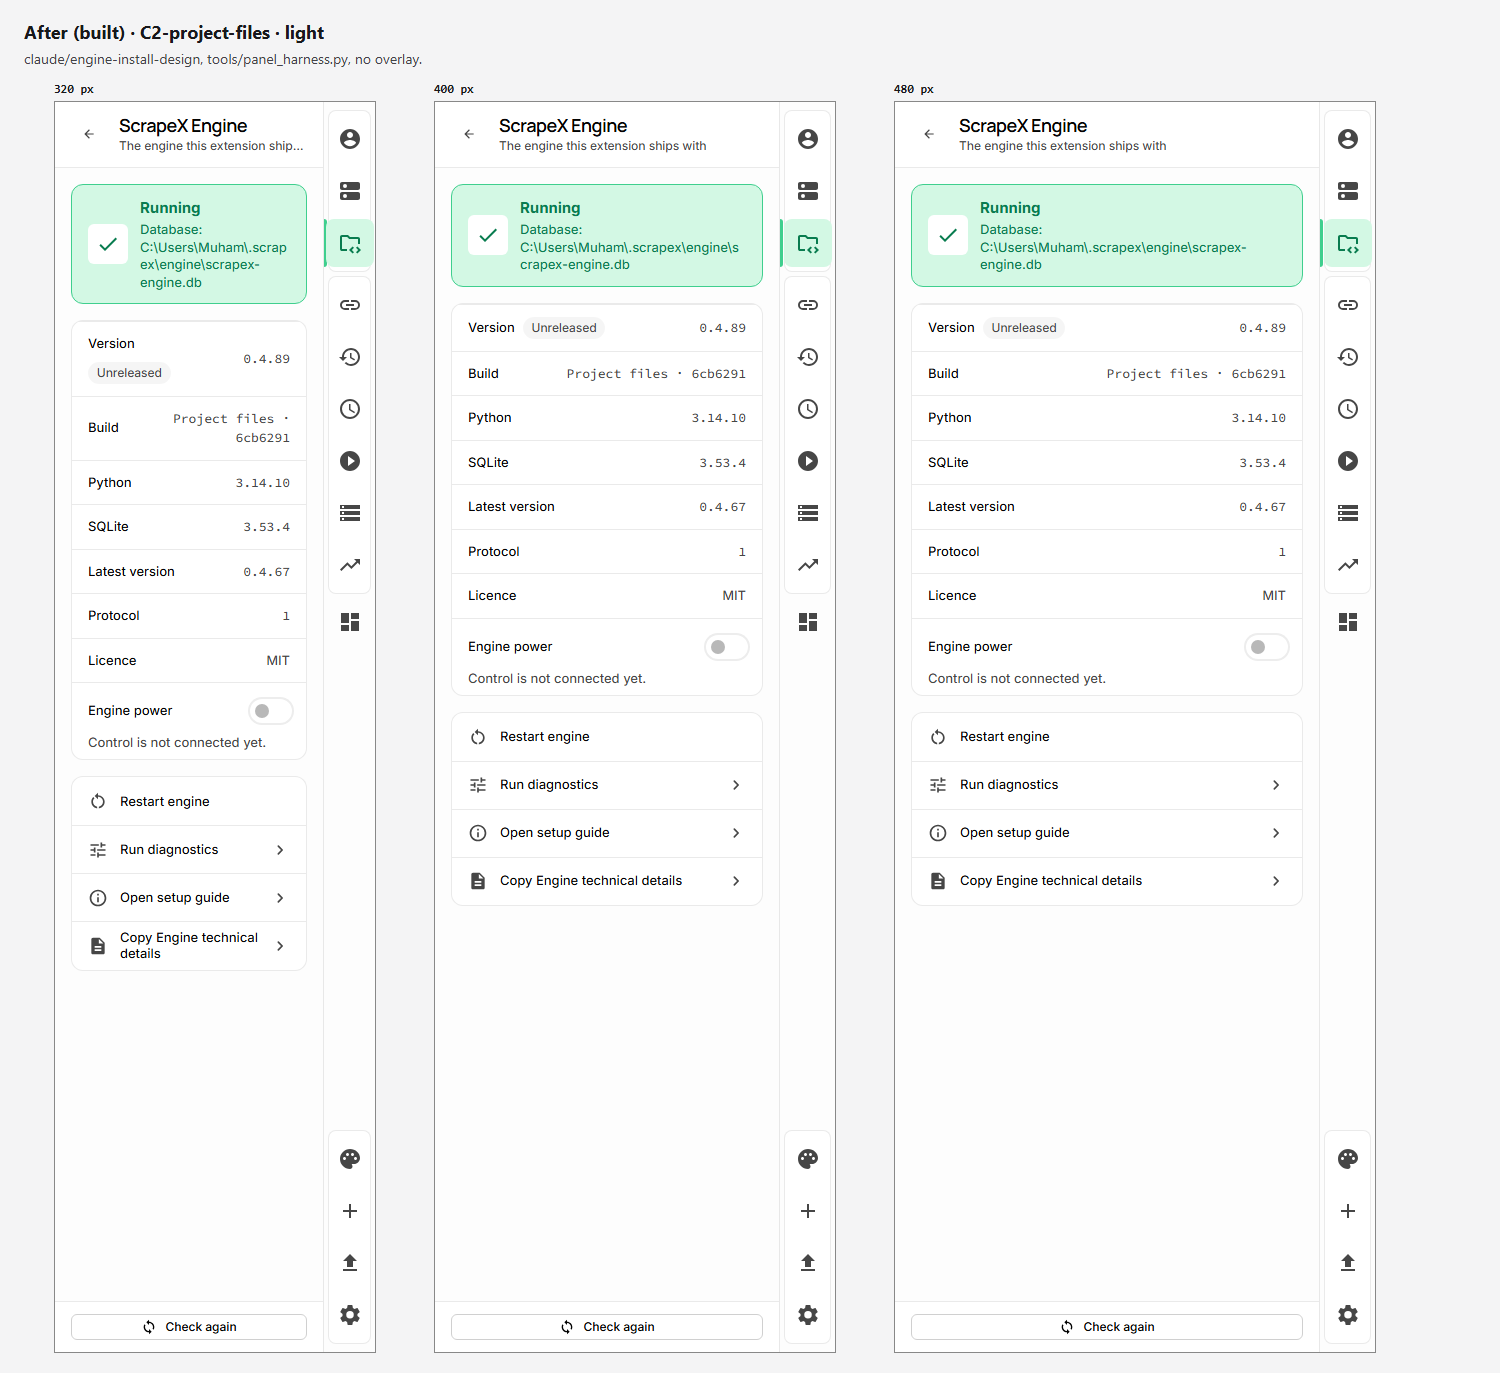 After (built) · C2-project-files · light
claude/engine-install-design, tools/panel_harness.py, no overlay.
320 px
ScrapeX Engine
The engine this extension ship...
Running
Database:
C:\Users\Muham\.scrap
ex\engine\scrapex-
engine.db
Version
Unreleased
0.4.89
Build
Project files ·
6cb6291
Python
3.14.10
SQLite
3.53.4
Latest version
0.4.67
Protocol
1
Licence
MIT
Engine power
Control is not connected yet.
Restart engine
Run diagnostics
Open setup guide
Copy Engine technical
details
Check again
400 px
ScrapeX Engine
The engine this extension ships with
Running
Database:
C:\Users\Muham\.scrapex\engine\s
crapex-engine.db
Version Unreleased 0.4.89
Build Project files · 6cb6291
Python 3.14.10
SQLite 3.53.4
Latest version 0.4.67
Protocol 1
Licence MIT
Engine power
Control is not connected yet.
Restart engine
Run diagnostics
Open setup guide
Copy Engine technical details
Check again
480 px
ScrapeX Engine
The engine this extension ships with
Running
Database:
C:\Users\Muham\.scrapex\engine\scrapex-
engine.db
Version Unreleased 0.4.89
Build Project files · 6cb6291
Python 3.14.10
SQLite 3.53.4
Latest version 0.4.67
Protocol 1
Licence MIT
Engine power
Control is not connected yet.
Restart engine
Run diagnostics
Open setup guide
Copy Engine technical details
Check again